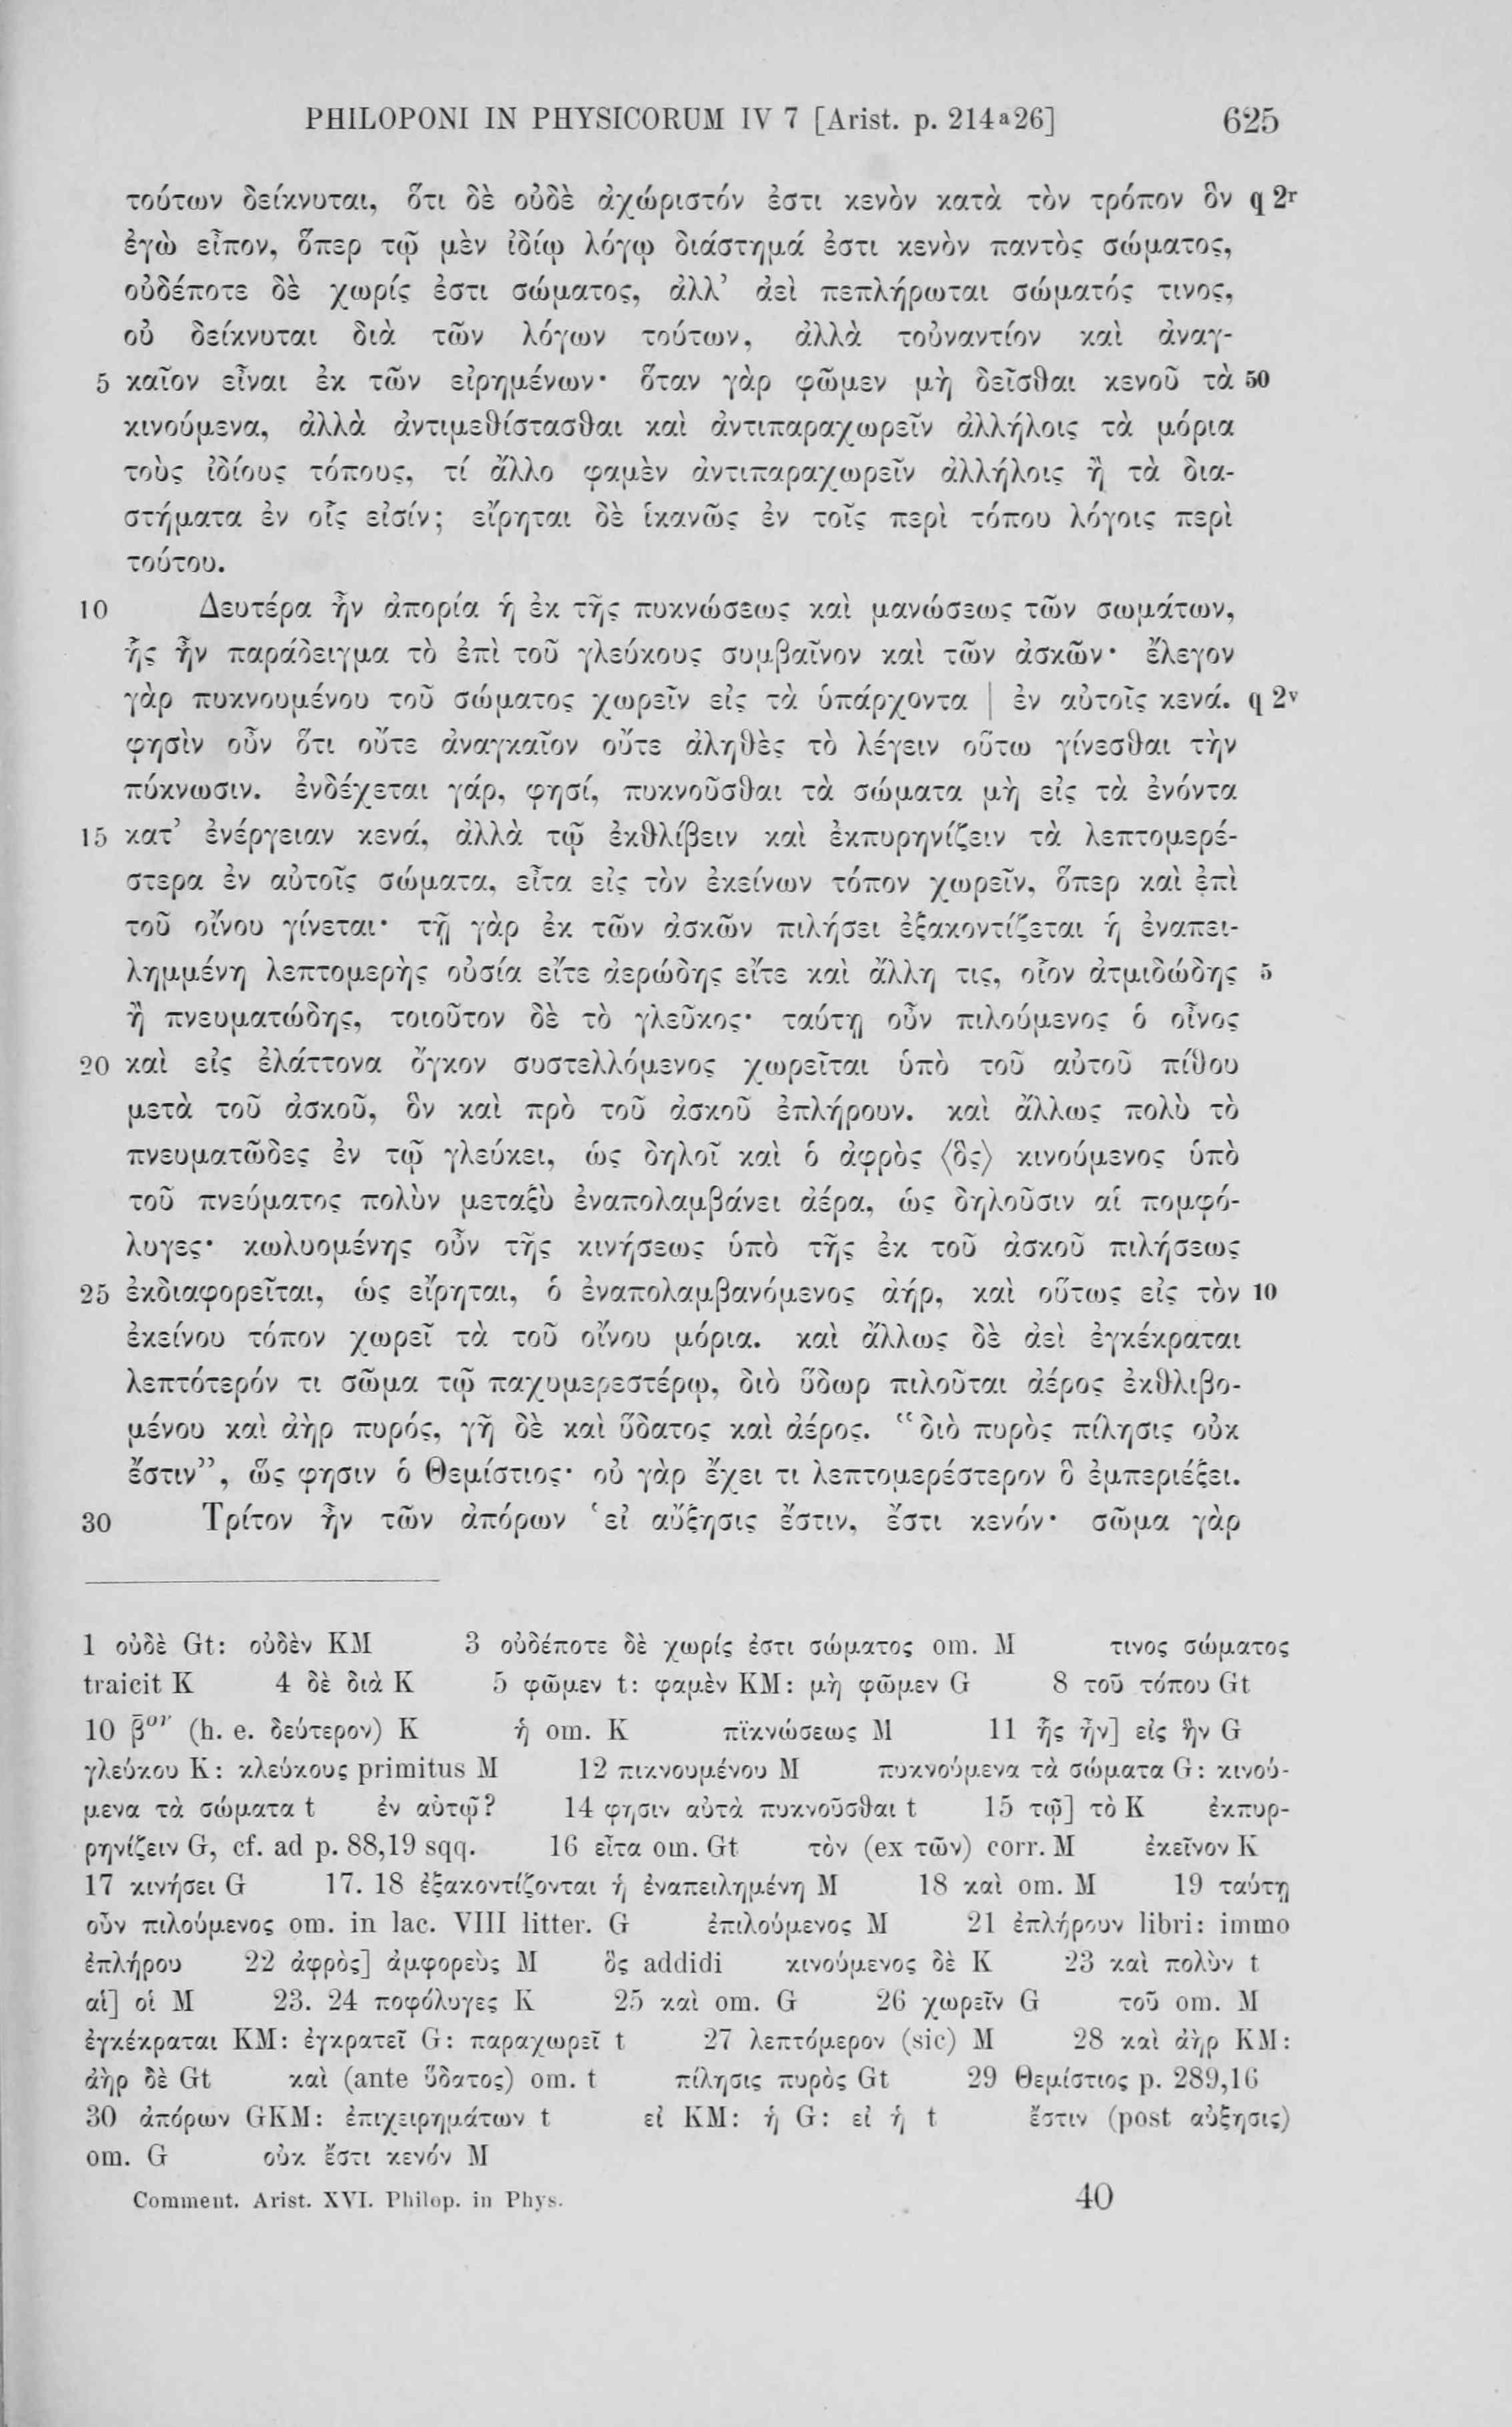 PHILOPONI IN PHYSICORUM IV 7 [Arist. p. 214ᵃ26] 625
τούτων δείκνυται, ὅτι δὲ οὐδὲ ἀχώριστόν ἐστι κενὸν κατὰ τὸν τρόπον ὃν q 2ʳ
ἐγὼ εἶπον, ὅπερ τῷ μὲν ἰδίῳ λόγῳ διάστημά ἐστι κενὸν παντὸς σώματος,
οὐδέποτε δὲ χωρίς ἐστι σώματος, ἀλλ’ ἀεὶ πεπλήρωται σώματός τινος,
οὐ δείκνυται διὰ τῶν λόγων τούτων, ἀλλὰ τοὐναντίον καὶ ἀναγ-
5 καῖον εἶναι ἐκ τῶν εἰρημένων· ὅταν γὰρ φῶμεν μὴ δεῖσθαι κενοῦ τὰ 50
κινούμενα, ἀλλὰ ἀντιμεθίστασθαι καὶ ἀντιπαραχωρεῖν ἀλλήλοις τὰ μόρια
τοὺς ἰδίους τόπους, τί ἄλλο φαμὲν ἀντιπαραχωρεῖν ἀλλήλοις ἢ τὰ δια-
στήματα ἐν οἷς εἰσίν; εἴρηται δὲ ἱκανῶς ἐν τοῖς περὶ τόπου λόγοις περὶ
τούτου.
10 Δευτέρα ἦν ἀπορία ἡ ἐκ τῆς πυκνώσεως καὶ μανώσεως τῶν σωμάτων,
ἧς ἦν παράδειγμα τὸ ἐπὶ τοῦ γλεύκους συμβαῖνον καὶ τῶν ἀσκῶν· ἔλεγον
γὰρ πυκνουμένου τοῦ σώματος χωρεῖν εἰς τὰ ὑπάρχοντα | ἐν αὐτοῖς κενά. q 2ᵛ
φησὶν οὖν ὅτι οὔτε ἀναγκαῖον οὔτε ἀληθὲς τὸ λέγειν οὕτω γίνεσθαι τὴν
πύκνωσιν. ἐνδέχεται γάρ, φησί, πυκνοῦσθαι τὰ σώματα μὴ εἰς τὰ ἐνόντα
15 κατ’ ἐνέργειαν κενά, ἀλλὰ τῷ ἐκθλίβειν καὶ ἐκπυρηνίζειν τὰ λεπτομερέ-
στερα ἐν αὐτοῖς σώματα, εἶτα εἰς τὸν ἐκείνων τόπον χωρεῖν, ὅπερ καὶ ἐπὶ
τοῦ οἴνου γίνεται· τῇ γὰρ ἐκ τῶν ἀσκῶν πιλήσει ἐξακοντίζεται ἡ ἐναπει-
λημμένη λεπτομερὴς οὐσία εἴτε ἀερώδης εἴτε καὶ ἄλλη τις, οἷον ἀτμιδώδης 5
ἢ πνευματώδης, τοιοῦτον δὲ τὸ γλεῦκος· ταύτῃ οὖν πιλούμενος ὁ οἶνος
20 καὶ εἰς ἐλάττονα ὄγκον συστελλόμενος χωρεῖται ὑπὸ τοῦ αὐτοῦ πίθου
μετὰ τοῦ ἀσκοῦ, ὃν καὶ πρὸ τοῦ ἀσκοῦ ἐπλήρουν. καὶ ἄλλως πολὺ τὸ
πνευματῶδες ἐν τῷ γλεύκει, ὡς δηλοῖ καὶ ὁ ἀφρὸς ⟨ὃς⟩ κινούμενος ὑπὸ
τοῦ πνεύματος πολὺν μεταξὺ ἐναπολαμβάνει ἀέρα, ὡς δηλοῦσιν αἱ πομφό-
λυγες· κωλυομένης οὖν τῆς κινήσεως ὑπὸ τῆς ἐκ τοῦ ἀσκοῦ πιλήσεως
25 ἐκδιαφορεῖται, ὡς εἴρηται, ὁ ἐναπολαμβανόμενος ἀήρ, καὶ οὕτως εἰς τὸν 10
ἐκείνου τόπον χωρεῖ τὰ τοῦ οἴνου μόρια. καὶ ἄλλως δὲ ἀεὶ ἐγκέκραται
λεπτότερόν τι σῶμα τῷ παχυμερεστέρῳ, διὸ ὕδωρ πιλοῦται ἀέρος ἐκθλιβο-
μένου καὶ ἀὴρ πυρός, γῆ δὲ καὶ ὕδατος καὶ ἀέρος. “διὸ πυρὸς πίλησις οὐκ
ἔστιν”, ὥς φησιν ὁ Θεμίστιος· οὐ γὰρ ἔχει τι λεπτομερέστερον ὃ ἐμπεριέξει.
30 Τρίτον ἦν τῶν ἀπόρων ‘εἰ αὔξησις ἔστιν, ἔστι κενόν· σῶμα γὰρ
1 οὐδὲ Gt: οὐδὲν KM 3 οὐδέποτε δὲ χωρίς ἐστι σώματος om. M τινος σώματος
traicit K 4 δὲ διὰ K 5 φῶμεν t: φαμὲν KM: μὴ φῶμεν G 8 τοῦ τόπου Gt
10 β̅ᵒⁿ (h. e. δεύτερον) K ἡ om. K πϊκνώσεως M 11 ἧς ἦν] εἰς ἣν G
γλεύκου K: κλεύκους primitus M 12 πικνουμένου M πυκνούμενα τὰ σώματα G: κινού-
μενα τὰ σώματα t ἐν αὐτῷ? 14 φησιν αὐτὰ πυκνοῦσθαι t 15 τῷ] τὸ K ἐκπυρ-
ρηνίζειν G, cf. ad p. 88,19 sqq. 16 εἶτα om. Gt τὸν (ex τῶν) corr. M ἐκεῖνον K
17 κινήσει G 17. 18 ἐξακοντίζονται ἡ ἐναπειλημένη M 18 καὶ om. M 19 ταύτῃ
οὖν πιλούμενος om. in lac. VIII litter. G ἐπιλούμενος M 21 ἐπλήρουν libri: immo
ἐπλήρου 22 ἀφρὸς] ἀμφορεὺς M ὃς addidi κινούμενος δὲ K 23 καὶ πολὺν t
αἱ] οἱ M 23. 24 ποφόλυγες K 25 καὶ om. G 26 χωρεῖν G τοῦ om. M
ἐγκέκραται KM: ἐγκρατεῖ G: παραχωρεῖ t 27 λεπτόμερον (sic) M 28 καὶ ἀὴρ KM:
ἀὴρ δὲ Gt καὶ (ante ὕδατος) om. t πίλησις πυρὸς Gt 29 Θεμίστιος p. 289,16
30 ἀπόρων GKM: ἐπιχειρημάτων t εἰ KM: ἡ G: εἰ ἡ t ἔστιν (post αὔξησις)
om. G οὐκ ἔστι κενόν M
Comment. Arist. XVI. Philop. in Phys. 40